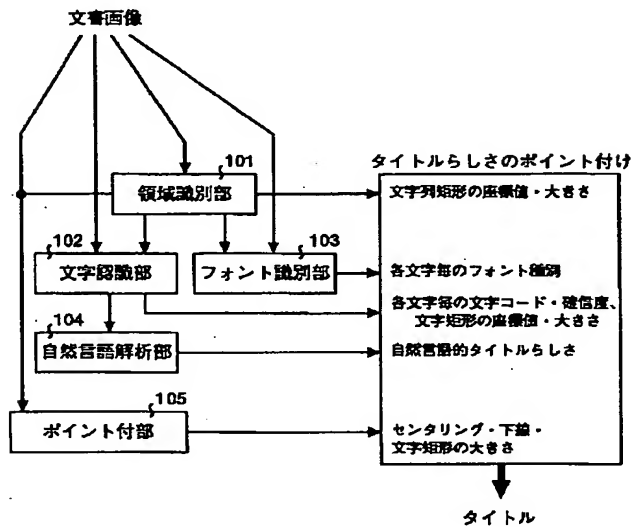 文書画像
101
タイトルらしさのポイント付け
領域識別部
文字列矩形の座標値・大きさ
102
103
文字認識部
フォント識別部
各文字毎のフォント種別
各文字毎の文字コード・確信度、
文字矩形の座標値・大きさ
104
自然言語解析部
自然言語的タイトルらしさ
105
ポイント付部
センタリング・下線・
文字矩形の大きさ
タイトル